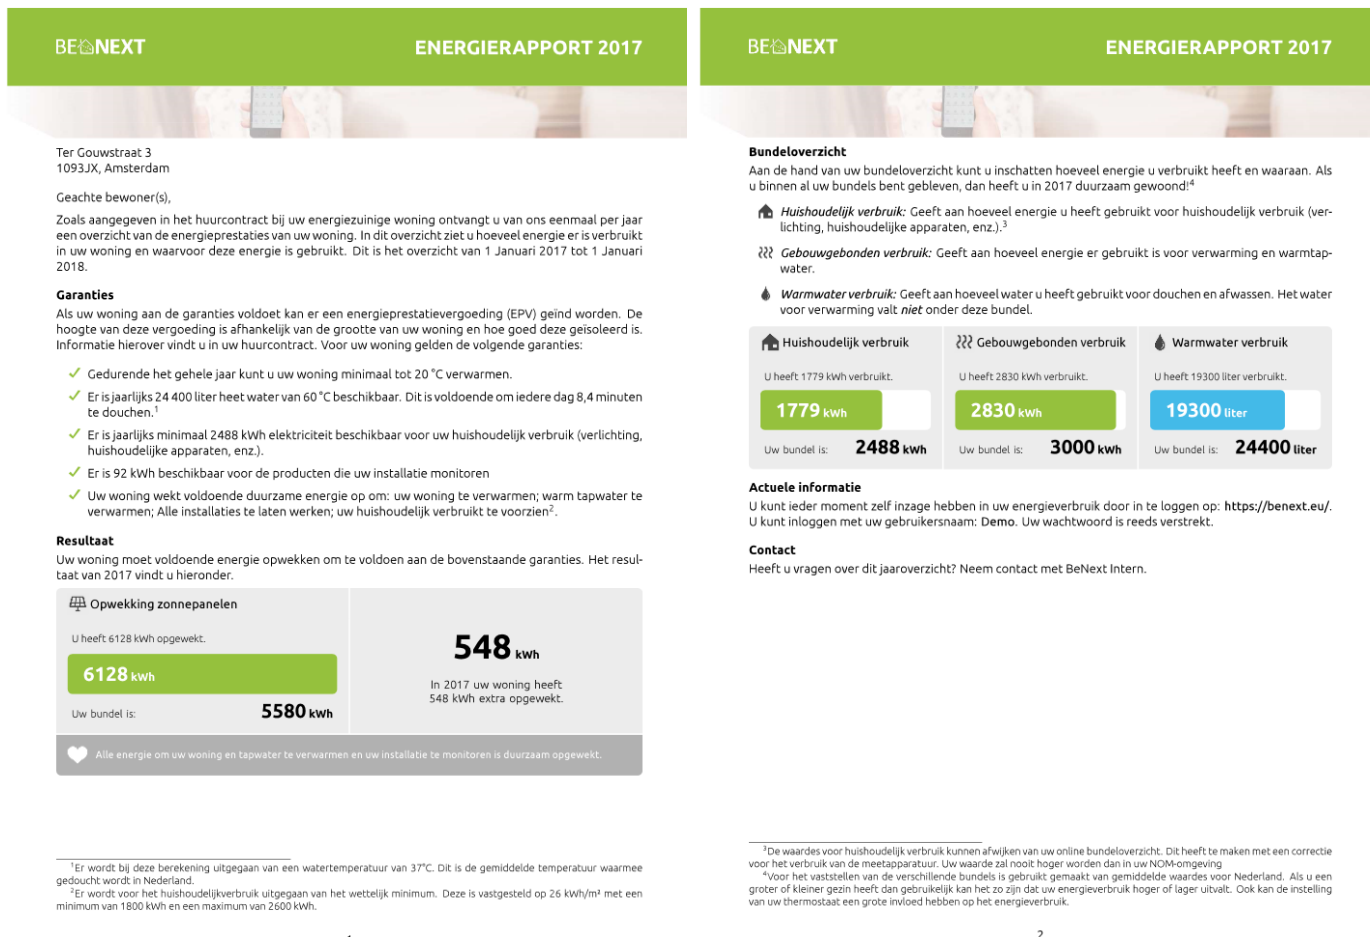 BENEXT
ENERGIERAPPORT 2017
Ter Gouwstraat 3
1093JX, Amsterdam
Geachte bewoner(s),
Zoals aangegeven in het huurcontract bij uw energiezuinige woning ontvangt u van ons eenmaal per jaar
een overzicht van de energieprestaties van uw woning. In dit overzicht ziet u hoeveel energie er is verbruikt
in uw woning en waarvoor deze energie is gebruikt. Dit is het overzicht van 1 Januari 2017 tot 1 Januari
2018.
Garanties
Als uw woning aan de garanties voldoet kan er een energieprestatievergoeding (EPV) geïnd worden. De
hoogte van deze vergoeding is afhankelijk van de grootte van uw woning en hoe goed deze geïsoleerd is.
Informatie hierover vindt u in uw huurcontract. Voor uw woning gelden de volgende garanties:
✓ Gedurende het gehele jaar kunt u uw woning minimaal tot 20 °C verwarmen.
✓ Er is jaarlijks 24 400 liter heet water van 60 °C beschikbaar. Dit is voldoende om iedere dag 8,4 minuten
te douchen.¹
✓ Er is jaarlijks minimaal 2488 kWh elektriciteit beschikbaar voor uw huishoudelijk verbruik (verlichting,
huishoudelijke apparaten, enz.).
✓ Er is 92 kWh beschikbaar voor de producten die uw installatie monitoren
✓ Uw woning wekt voldoende duurzame energie op om: uw woning te verwarmen; warm tapwater te
verwarmen; Alle installaties te laten werken; uw huishoudelijk verbruikt te voorzien².
Resultaat
Uw woning moet voldoende energie opwekken om te voldoen aan de bovenstaande garanties. Het resul-
taat van 2017 vindt u hieronder.
Opwekking zonnepanelen
U heeft 6128 kWh opgewekt.
6128 kWh
Uw bundel is: 5580 kWh
548 kWh
In 2017 uw woning heeft
548 kWh extra opgewekt.
Alle energie om uw woning en tapwater te verwarmen en uw installatie te monitoren is duurzaam opgewekt.
¹Er wordt bij deze berekening uitgegaan van een watertemperatuur van 37°C. Dit is de gemiddelde temperatuur waarmee
gedoucht wordt in Nederland.
²Er wordt voor het huishoudelijkverbruik uitgegaan van het wettelijk minimum. Deze is vastgesteld op 26 kWh/m² met een
minimum van 1800 kWh en een maximum van 2600 kWh.
BENEXT
ENERGIERAPPORT 2017
Bundeloverzicht
Aan de hand van uw bundeloverzicht kunt u inschatten hoeveel energie u verbruikt heeft en waaraan. Als
u binnen al uw bundels bent gebleven, dan heeft u in 2017 duurzaam gewoond!⁴
Huishoudelijk verbruik: Geeft aan hoeveel energie u heeft gebruikt voor huishoudelijk verbruik (ver-
lichting, huishoudelijke apparaten, enz.).³
Gebouwgebonden verbruik: Geeft aan hoeveel energie er gebruikt is voor verwarming en warmtap-
water.
Warmwater verbruik: Geeft aan hoeveel water u heeft gebruikt voor douchen en afwassen. Het water
voor verwarming valt niet onder deze bundel.
Huishoudelijk verbruik
U heeft 1779 kWh verbruikt.
1779 kWh
Uw bundel is: 2488 kWh
Gebouwgebonden verbruik
U heeft 2830 kWh verbruikt.
2830 kWh
Uw bundel is: 3000 kWh
Warmwater verbruik
U heeft 19300 liter verbruikt.
19300 liter
Uw bundel is: 24400 liter
Actuele informatie
U kunt ieder moment zelf inzage hebben in uw energieverbruik door in te loggen op: https://benext.eu/.
U kunt inloggen met uw gebruikersnaam: Demo. Uw wachtwoord is reeds verstrekt.
Contact
Heeft u vragen over dit jaaroverzicht? Neem contact met BeNext Intern.
³De waardes voor huishoudelijk verbruik kunnen afwijken van uw online bundeloverzicht. Dit heeft te maken met een correctie
voor het verbruik van de meetapparatuur. Uw waarde zal nooit hoger worden dan in uw NOM-omgeving
⁴Voor het vaststellen van de verschillende bundels is gebruikt gemaakt van gemiddelde waardes voor Nederland. Als u een
groter of kleiner gezin heeft dan gebruikelijk kan het zo zijn dat uw energieverbruik hoger of lager uitvalt. Ook kan de instelling
van uw thermostaat een grote invloed hebben op het energieverbruik.
2